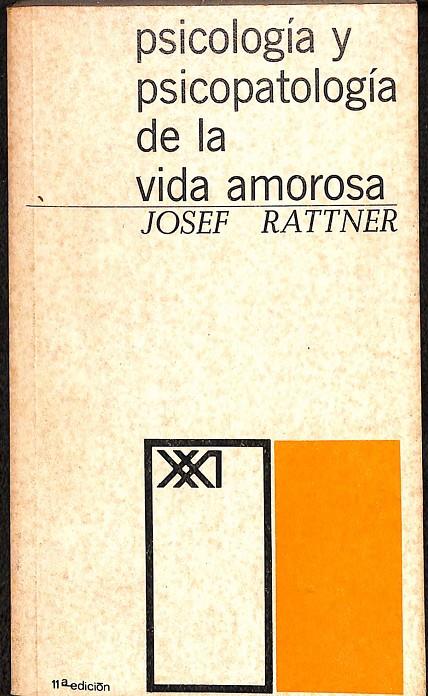 psicología y
psicopatología
de la
vida amorosa
JOSEF RATTNER
XXI
11ª edición